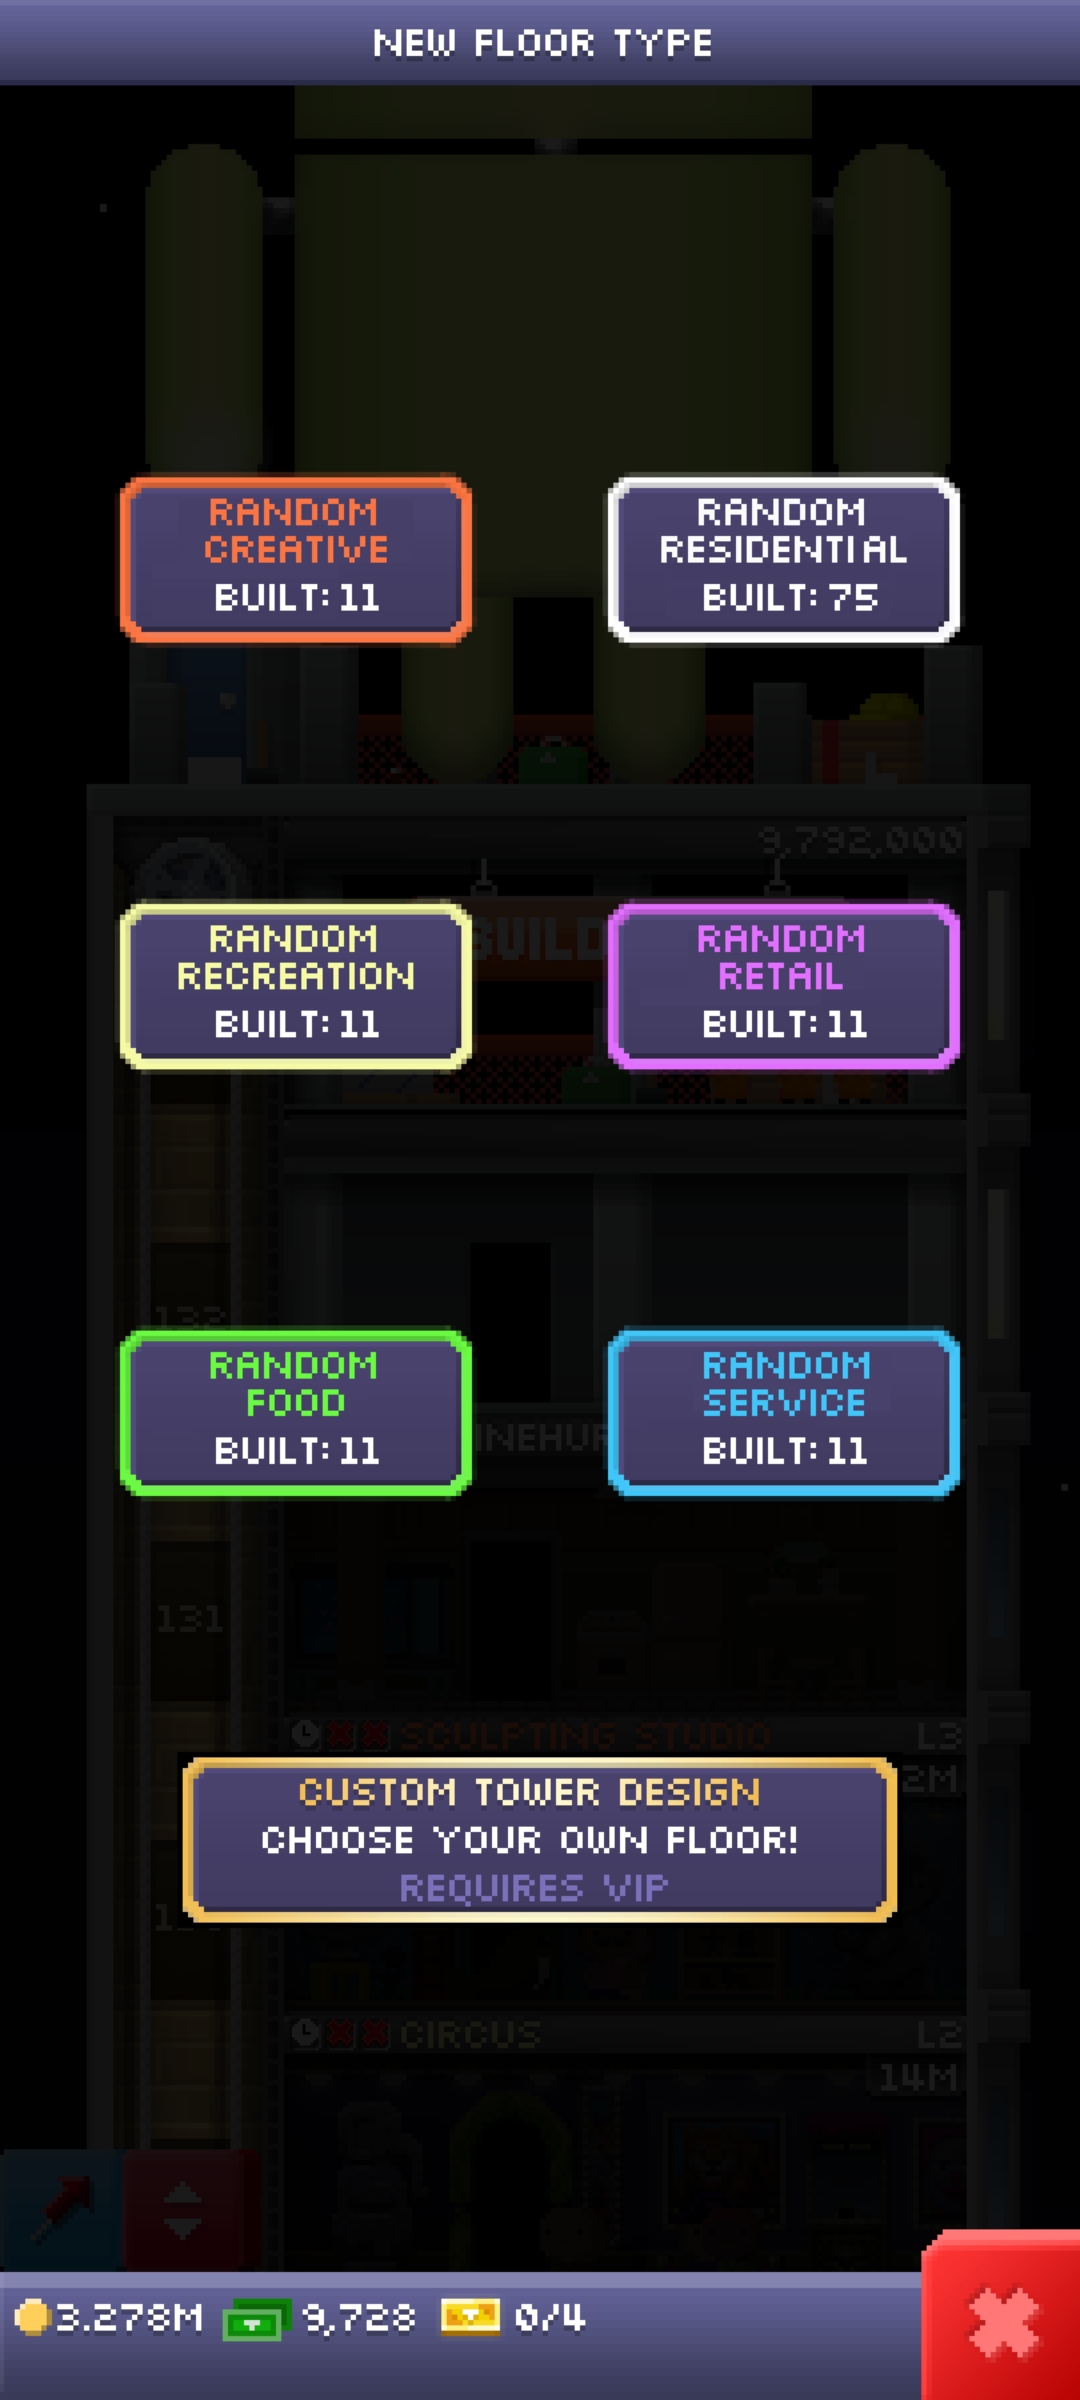 NEW FLOOR TYPE
RANDOM
CREATIVE
BUILT: 11
RANDOM
RESIDENTIAL
BUILT: 75
9,792,000
RANDOM
RECREATION
BUILT: 11
BUILD
RANDOM
RETAIL
BUILT: 11
132
RANDOM
FOOD
BUILT: 11
RANDOM
SERVICE
BUILT: 11
131
SCULPTING STUDIO L3
2M
CUSTOM TOWER DESIGN
CHOOSE YOUR OWN FLOOR!
REQUIRES VIP
CIRCUS L2
14M
3.278M 9,728 0/4